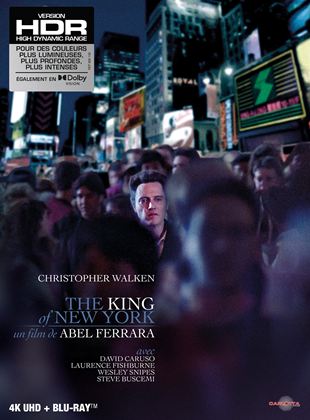 VERSION
HDR
HIGH DYNAMIC RANGE
POUR DES COULEURS
PLUS LUMINEUSES,
PLUS PROFONDES,
PLUS INTENSES
ÉGALEMENT EN Dolby
VISION
ROYAL
CHRISTOPHER WALKEN
THE KING
of NEW YORK
un film de ABEL FERRARA
avec
DAVID CARUSO
LAURENCE FISHBURNE
WESLEY SNIPES
STEVE BUSCEMI
4K UHD + BLU-RAY™
CARLOTTA